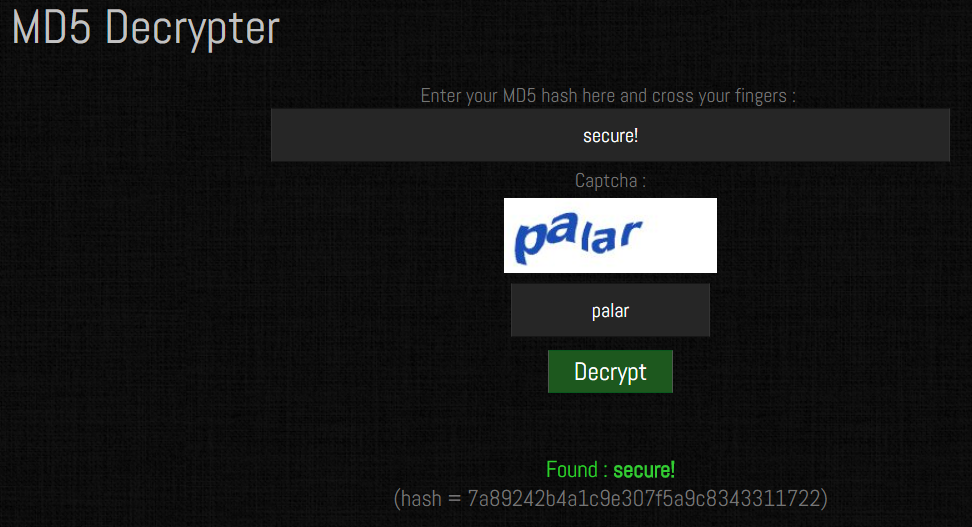 MD5 Decrypter
Enter your MD5 hash here and cross your fingers :
secure!
Captcha :
palar
palar
Decrypt
Found : secure!
(hash = 7a89242b4a1c9e307f5a9c8343311722)